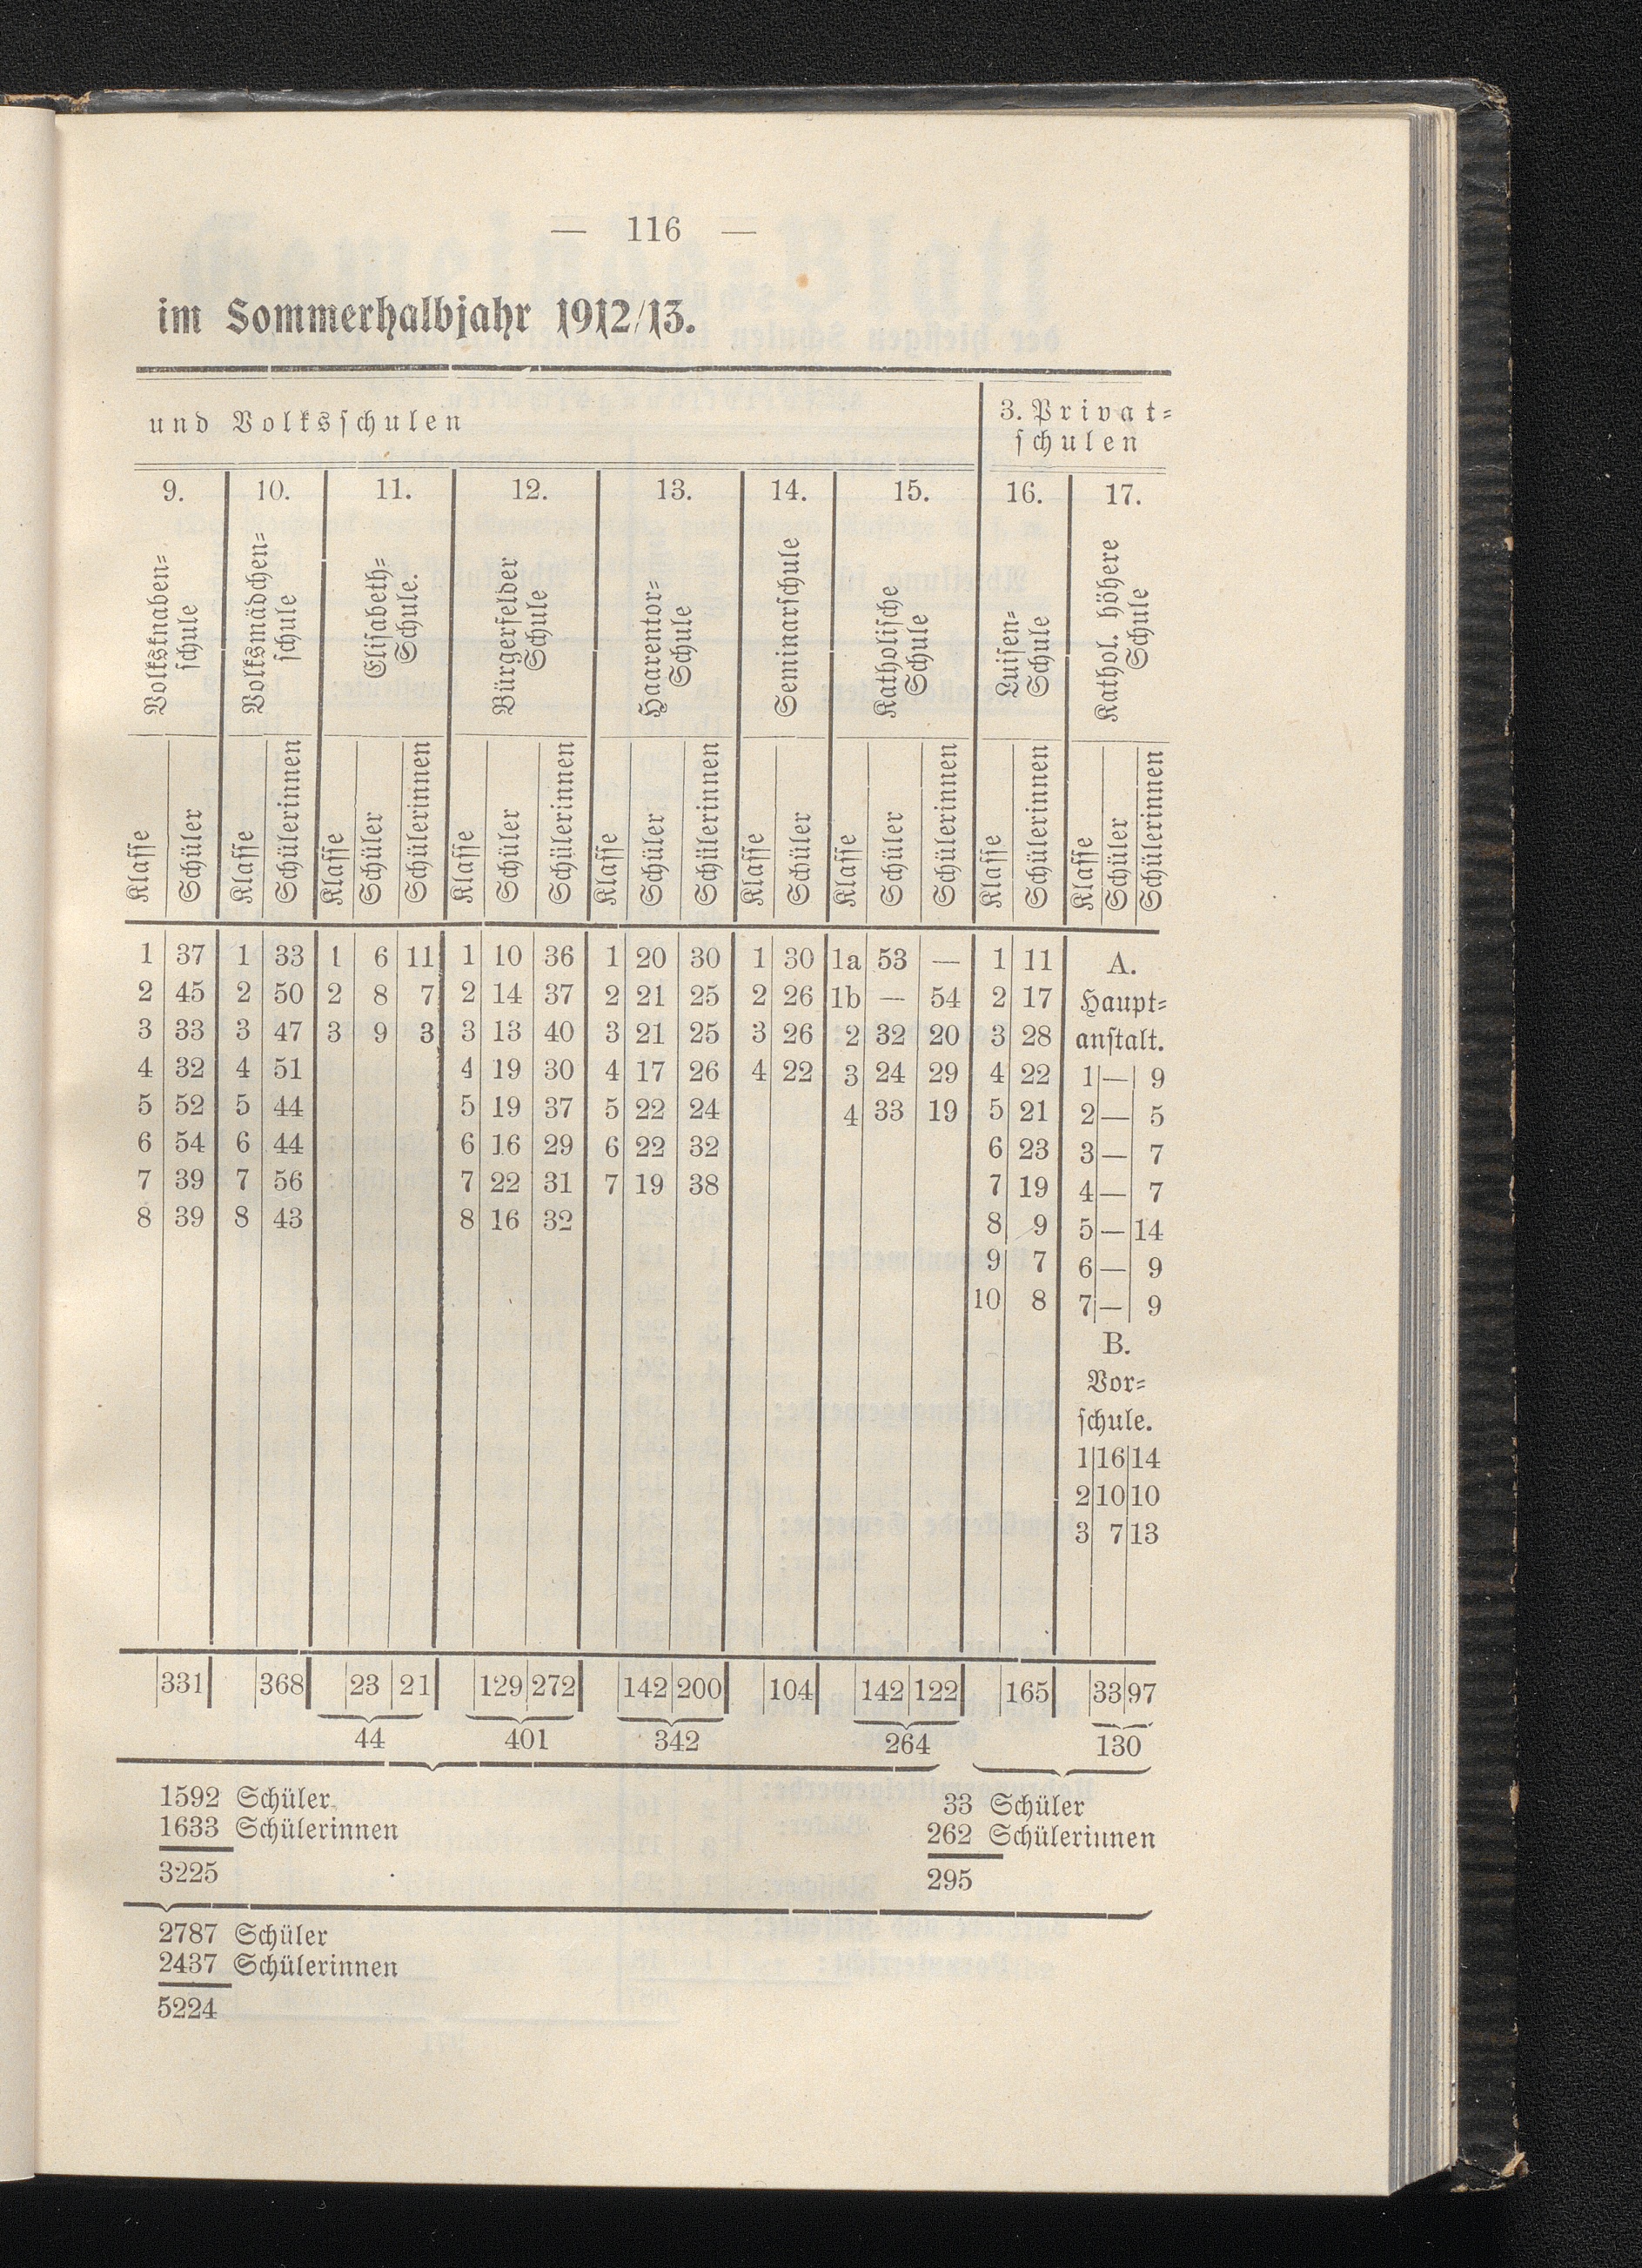 — 116 —
im Sommerhalbjahr 1912/13.
und Volksschulen
3. Privat=
schulen
9. 10. 11. 12. 13. 14. 15. 16. 17.
Volksknaben=
schule
Volksmädchen=
schule
Elisabeth=
Schule.
Bürgerfelder
Schule
Haarentor=
Schule
Seminarschule
Katholische
Schule
Luisen=
Schule
Kathol. höhere
Schule
Klasse Schüler Klasse Schülerinnen Klasse Schüler Schülerinnen Klasse Schüler Schülerinnen Klasse Schüler Schülerinnen Klasse Schüler Klasse Schüler Schülerinnen Klasse Schülerinnen Klasse Schüler Schülerinnen
1 37 1 33 1 6 11 1 10 36 1 20 30 1 30 1a 53 — 1 11 A.
2 45 2 50 2 8 7 2 14 37 2 21 25 2 26 1b — 54 2 17 Haupt=
3 33 3 47 3 9 3 3 13 40 3 21 25 3 26 2 32 20 3 28 anstalt.
4 32 4 51 4 19 30 4 17 26 4 22 3 24 29 4 22 1 — 9
5 52 5 44 5 19 37 5 22 24 4 33 19 5 21 2 — 5
6 54 6 44 6 16 29 6 22 32 6 23 3 — 7
7 39 7 56 7 22 31 7 19 38 7 19 4 — 7
8 39 8 43 8 16 32 8 9 5 — 14
9 7 6 — 9
10 8 7 — 9
B.
Vor=
schule.
1 16 14
2 10 10
3 7 13
331 368 23 21 129 272 142 200 104 142 122 165 33 97
44 401 342 264 130
1592 Schüler
1633 Schülerinnen
3225
33 Schüler
262 Schülerinnen
295
2787 Schüler
2437 Schülerinnen
5224